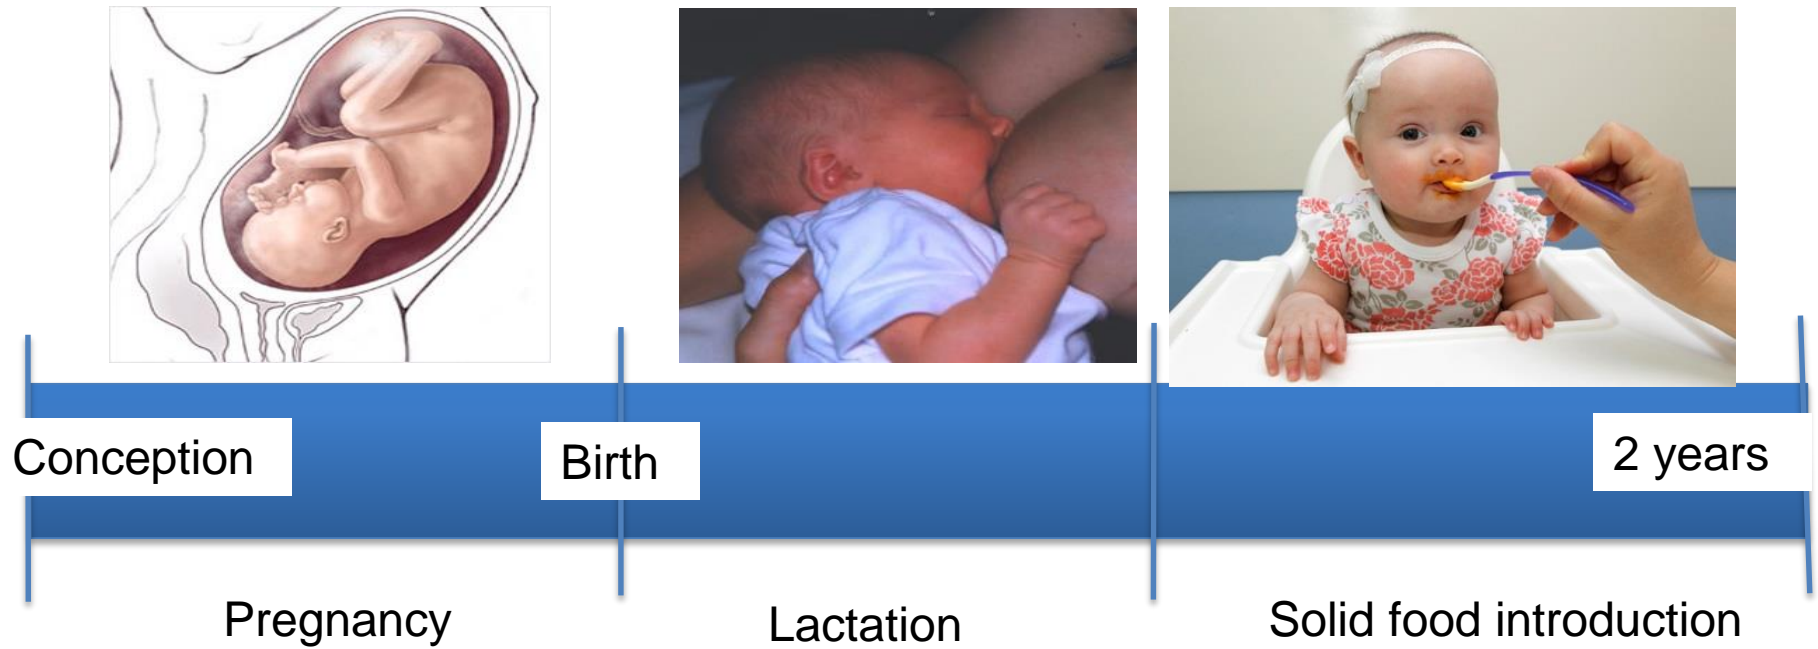 Conception
Birth
2 years
Pregnancy
Lactation
Solid food introduction